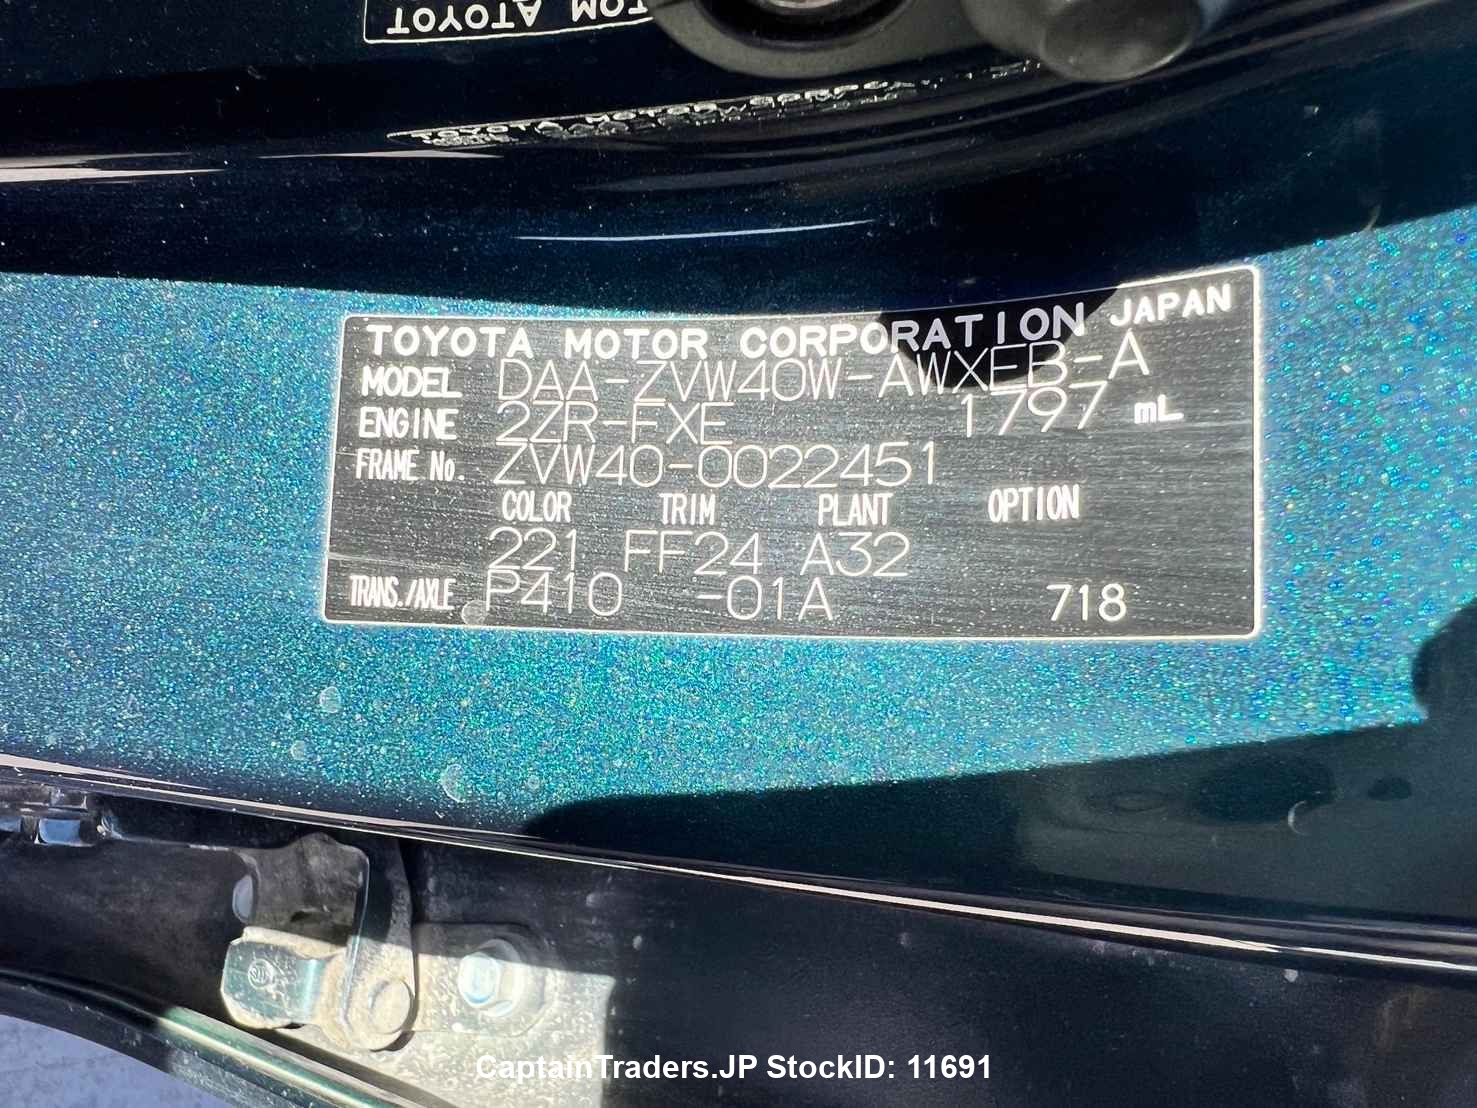 TOYOTA MOTOR CORPORATION JAPAN
MODEL DAA-ZVW40W-AWXEB-A
ENGINE 2ZR-FXE 1797 mL
FRAME No. ZVW40-0022451
COLOR TRIM PLANT OPTION
221 FF24 A32
TRANS./AXLE P410 -01A 718
CaptainTraders.JP StockID: 11691